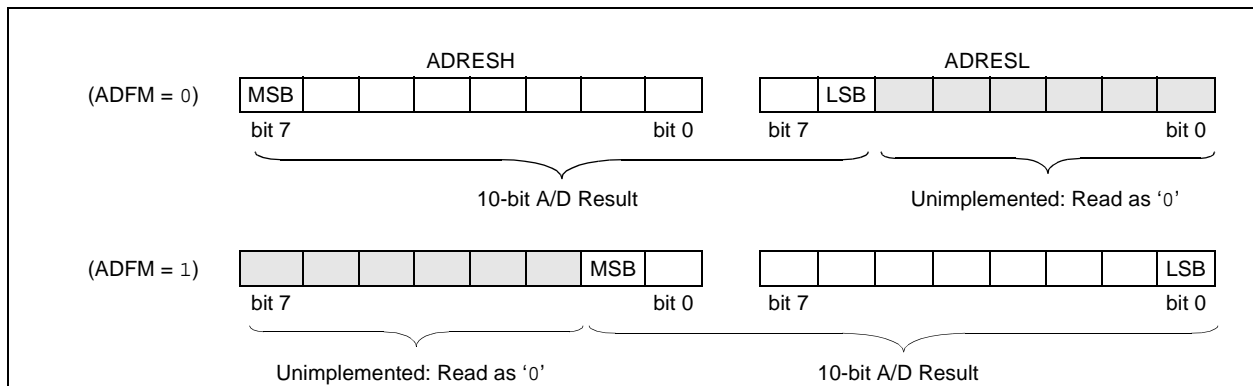 ADRESH ADRESL
(ADFM = 0) MSB LSB
bit 7 bit 0 bit 7 bit 0
10-bit A/D Result Unimplemented: Read as ‘0’
(ADFM = 1) MSB LSB
bit 7 bit 0 bit 7 bit 0
Unimplemented: Read as ‘0’ 10-bit A/D Result